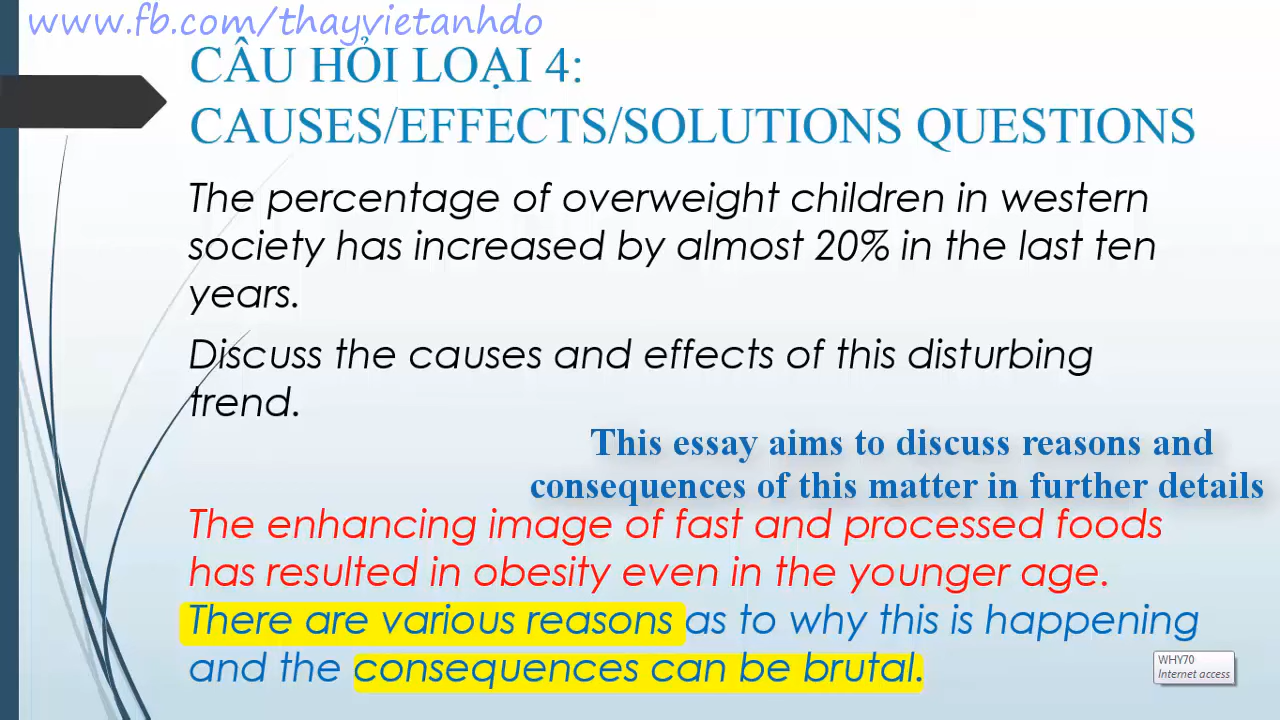 www.fb.com/thayvietanhdo
CÂU HỎI LOẠI 4:
CAUSES/EFFECTS/SOLUTIONS QUESTIONS
The percentage of overweight children in western
society has increased by almost 20% in the last ten
years.
Discuss the causes and effects of this disturbing
trend.
This essay aims to discuss reasons and
consequences of this matter in further details
The enhancing image of fast and processed foods
has resulted in obesity even in the younger age.
There are various reasons as to why this is happening
and the consequences can be brutal.
WHY70
Internet access